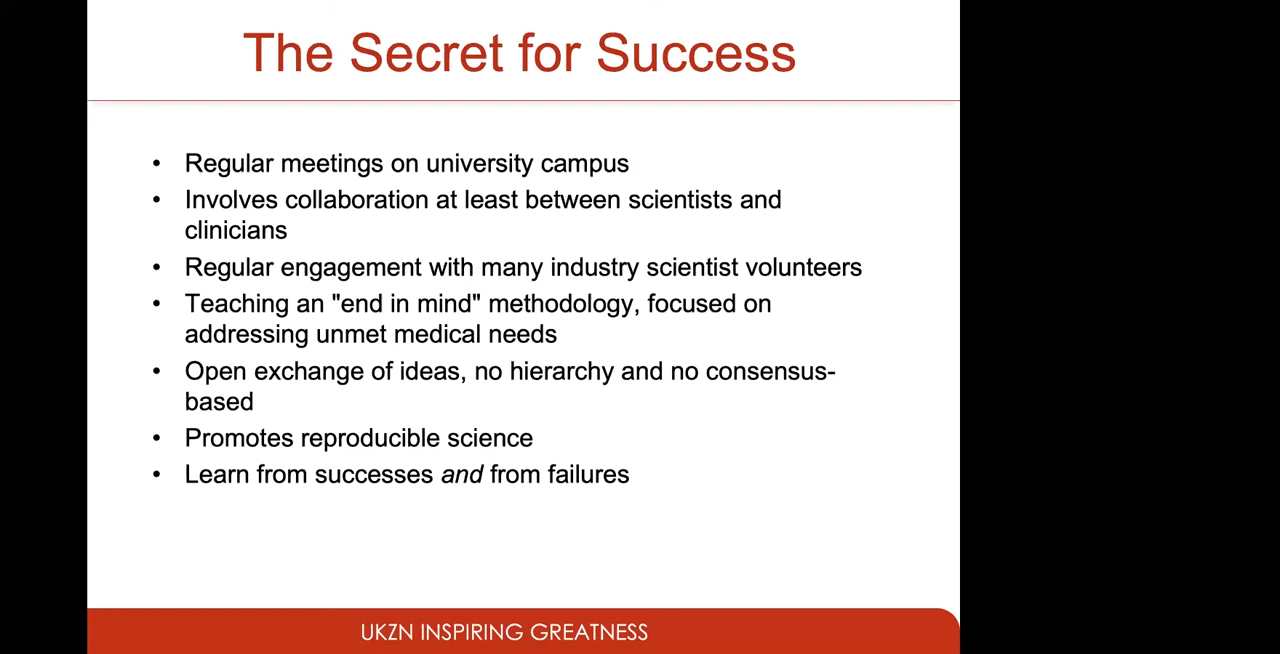 The Secret for Success
• Regular meetings on university campus
• Involves collaboration at least between scientists and
clinicians
• Regular engagement with many industry scientist volunteers
• Teaching an "end in mind" methodology, focused on
addressing unmet medical needs
• Open exchange of ideas, no hierarchy and no consensus-
based
• Promotes reproducible science
• Learn from successes and from failures
UKZN INSPIRING GREATNESS